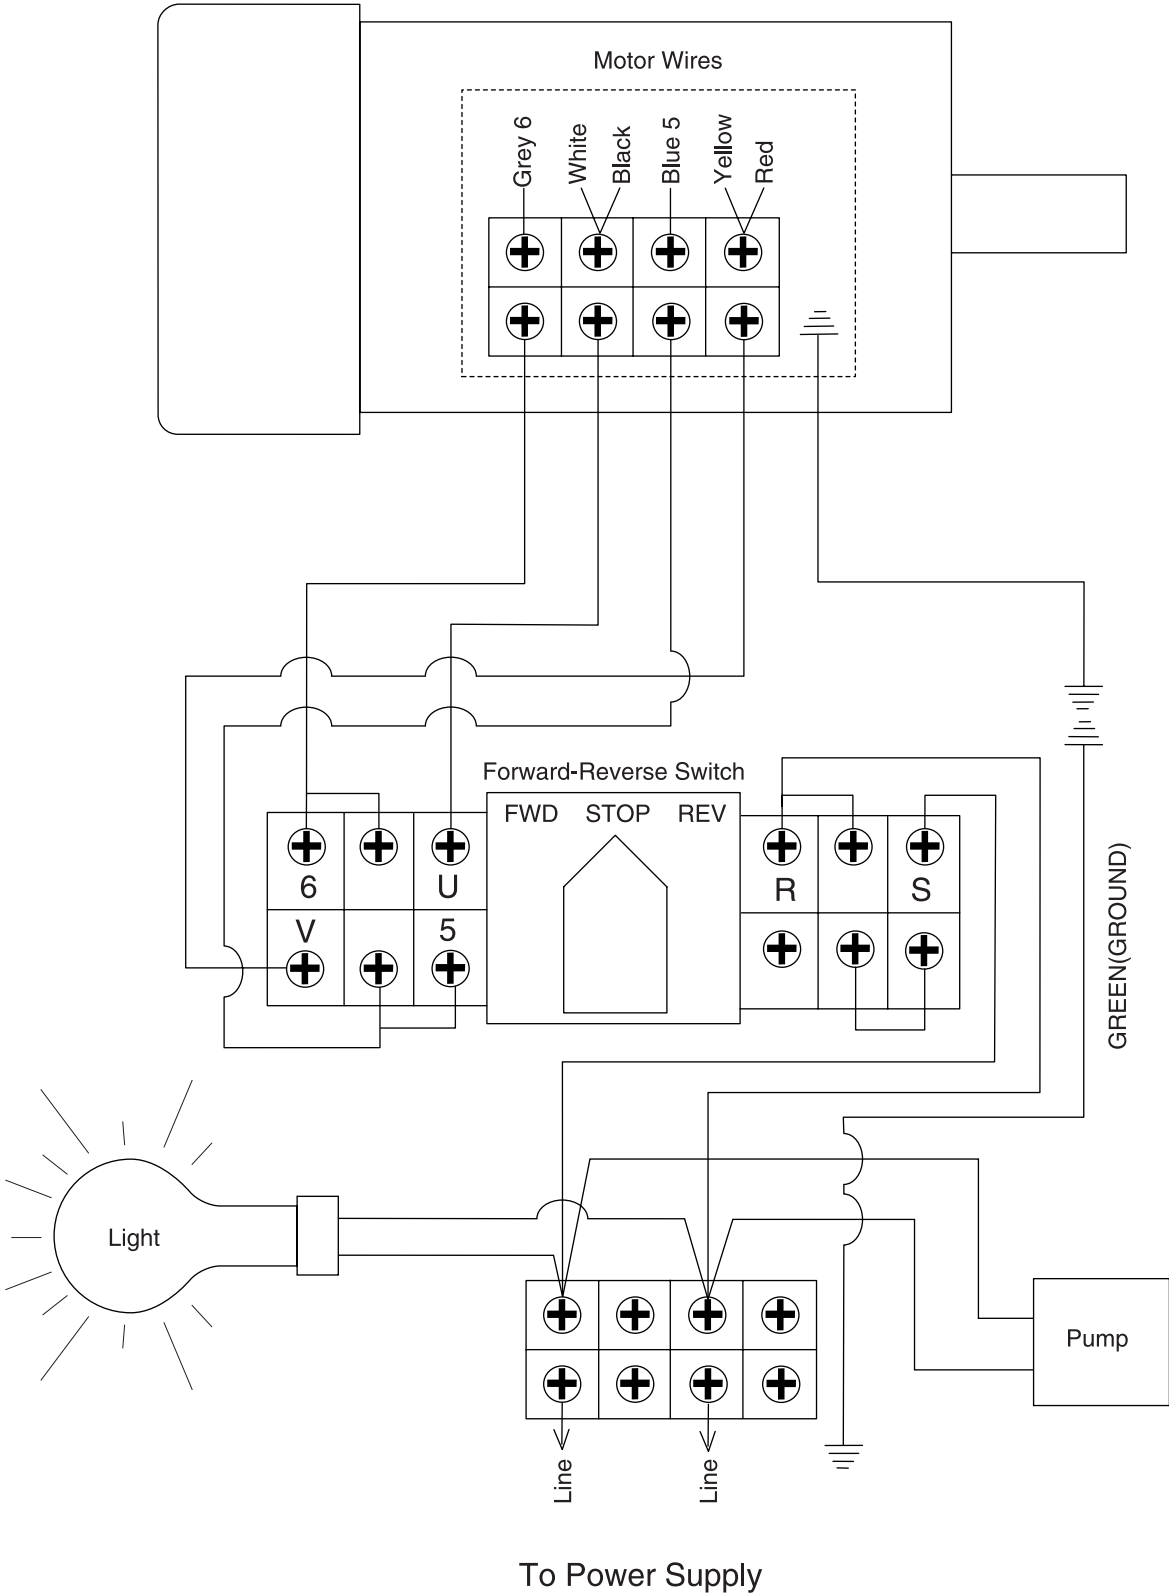 Motor Wires
Grey 6
White
Black
Blue 5
Yellow
Red
Forward-Reverse Switch
FWD STOP REV
6 U
V 5
R S
GREEN(GROUND)
Light
Pump
Line
Line
To Power Supply